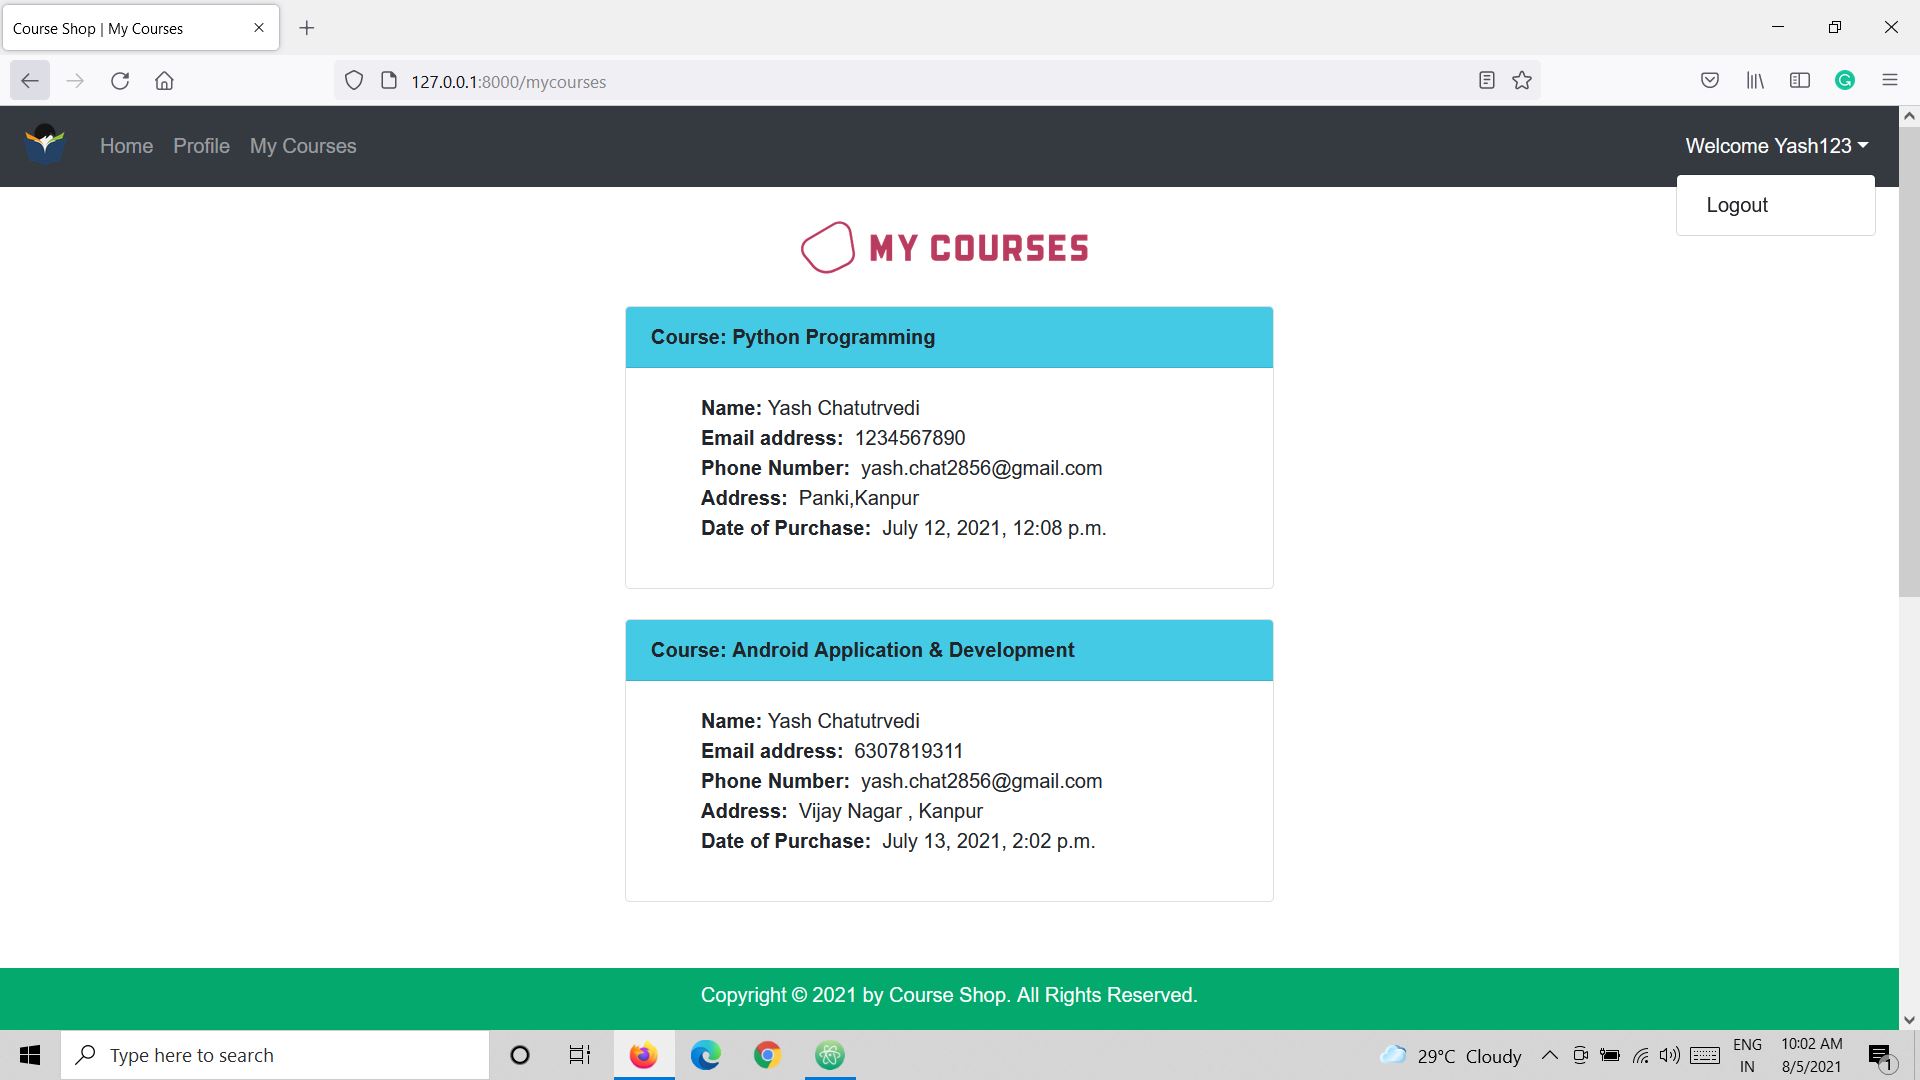 Course Shop | My Courses
127.0.0.1:8000/mycourses
Home Profile My Courses
Welcome Yash123
Logout
MY COURSES
Course: Python Programming
Name: Yash Chatutrvedi
Email address: 1234567890
Phone Number: yash.chat2856@gmail.com
Address: Panki,Kanpur
Date of Purchase: July 12, 2021, 12:08 p.m.
Course: Android Application & Development
Name: Yash Chatutrvedi
Email address: 6307819311
Phone Number: yash.chat2856@gmail.com
Address: Vijay Nagar , Kanpur
Date of Purchase: July 13, 2021, 2:02 p.m.
Copyright © 2021 by Course Shop. All Rights Reserved.
Type here to search
29°C Cloudy
ENG
IN
10:02 AM
8/5/2021
1